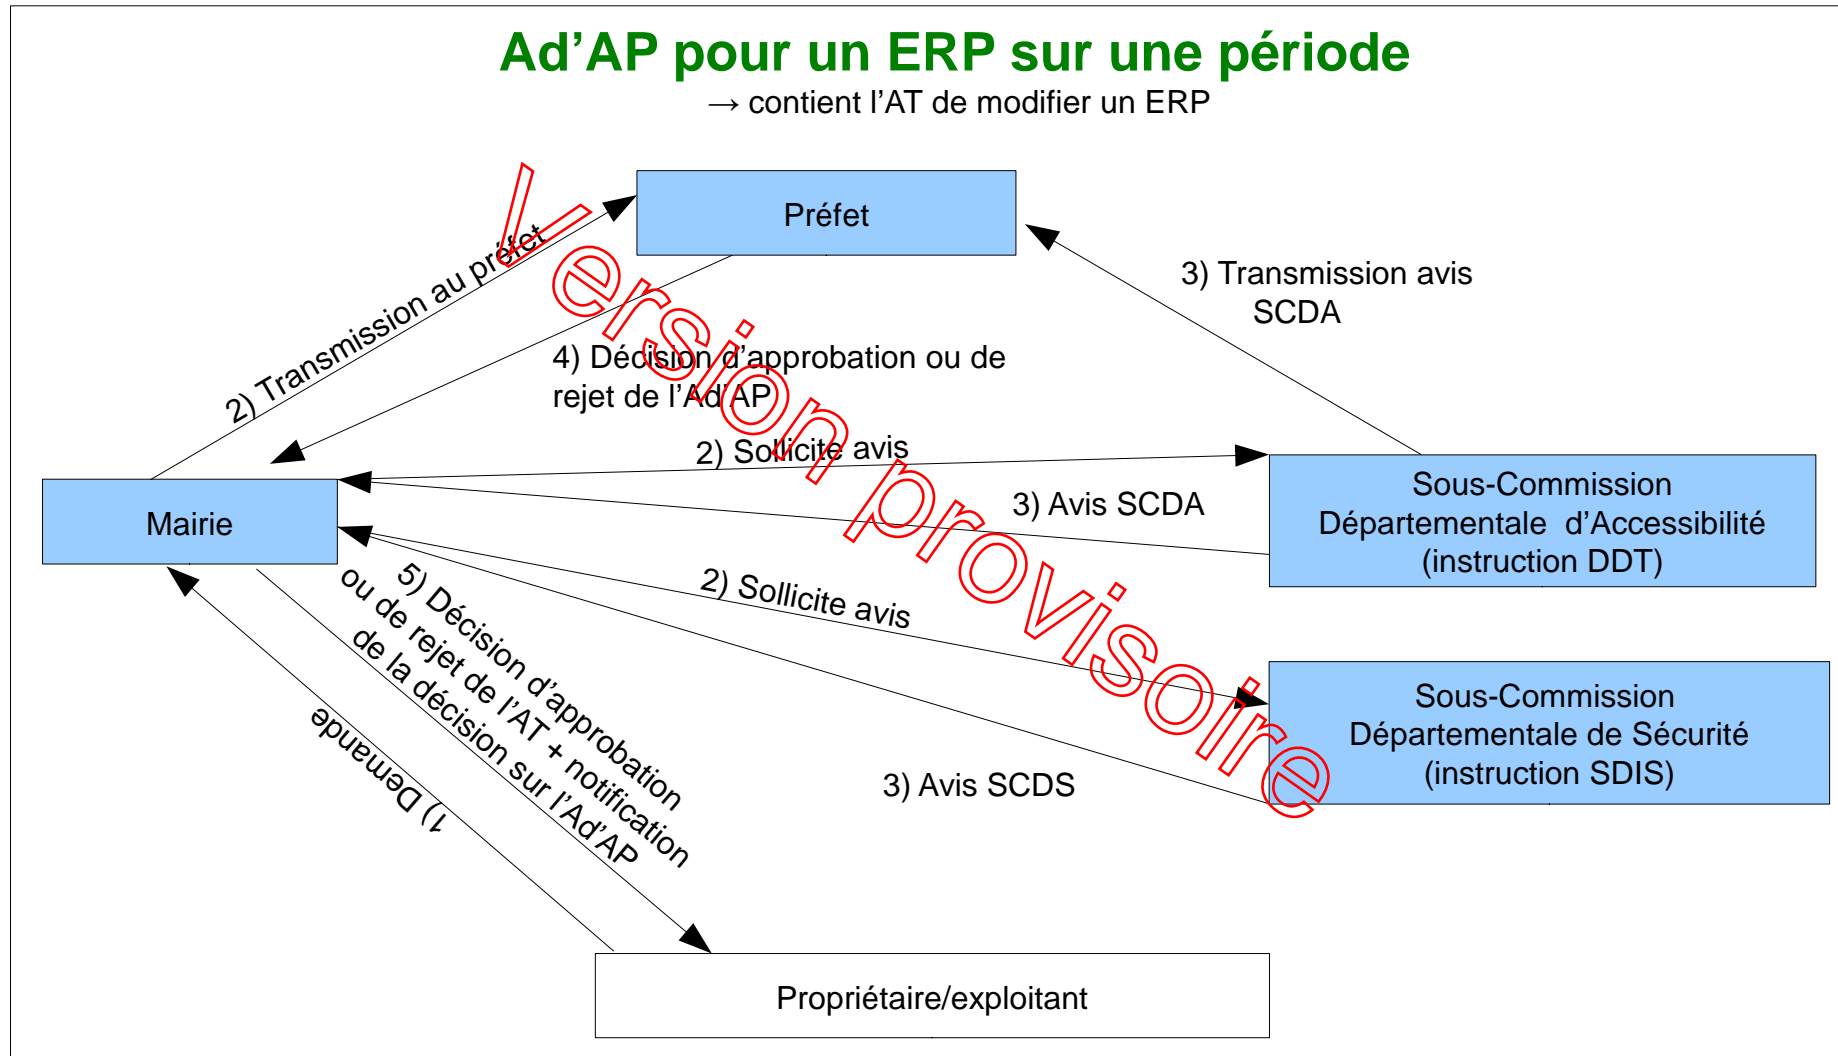 Ad’AP pour un ERP sur une période
→ contient l’AT de modifier un ERP
Préfet
2) Transmission au préfet
3) Transmission avis
SCDA
4) Décision d’approbation ou de
rejet de l’Ad’AP
2) Sollicite avis
3) Avis SCDA
Sous-Commission
Départementale d’Accessibilité
(instruction DDT)
Mairie
2) Sollicite avis
5) Décision d’approbation
ou de rejet de l’AT + notification
de la décision sur l’Ad’AP
1) Demande
3) Avis SCDS
Sous-Commission
Départementale de Sécurité
(instruction SDIS)
Propriétaire/exploitant
Version provisoire